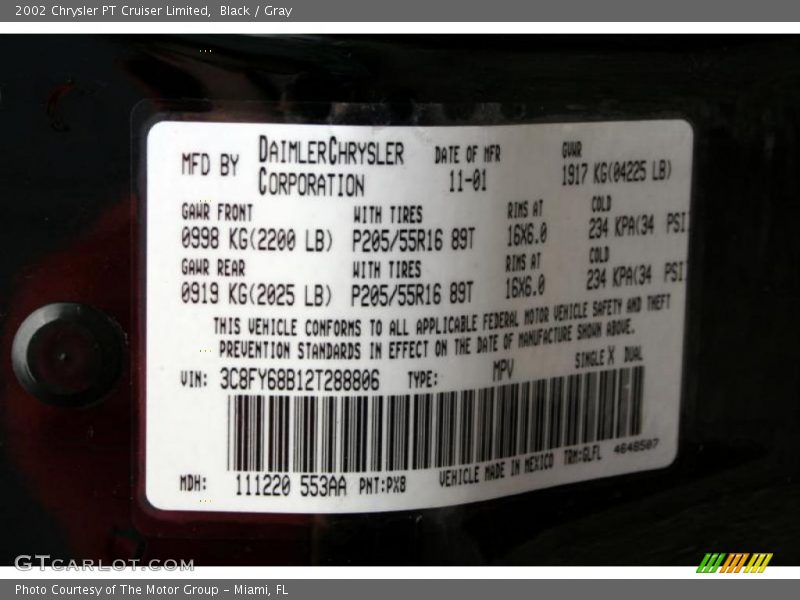 2002 Chrysler PT Cruiser Limited, Black / Gray
MFD BY DAIMLERCHRYSLER CORPORATION DATE OF MFR 11-01 GVWR 1917 KG(04225 LB)
GAWR FRONT WITH TIRES RIMS AT COLD
0998 KG(2200 LB) P205/55R16 89T 16X6.0 234 KPA(34 PSI
GAWR REAR WITH TIRES RIMS AT COLD
0919 KG(2025 LB) P205/55R16 89T 16X6.0 234 KPA(34 PSI
THIS VEHICLE CONFORMS TO ALL APPLICABLE FEDERAL MOTOR VEHICLE SAFETY AND THEFT
PREVENTION STANDARDS IN EFFECT ON THE DATE OF MANUFACTURE SHOWN ABOVE.
VIN: 3C8FY68B12T288806 TYPE: MPV SINGLE X DUAL
MDH: 111220 553AA PNT:PX8 VEHICLE MADE IN MEXICO TRM:GLFL 4648507
GTcarlot.com
Photo Courtesy of The Motor Group - Miami, FL